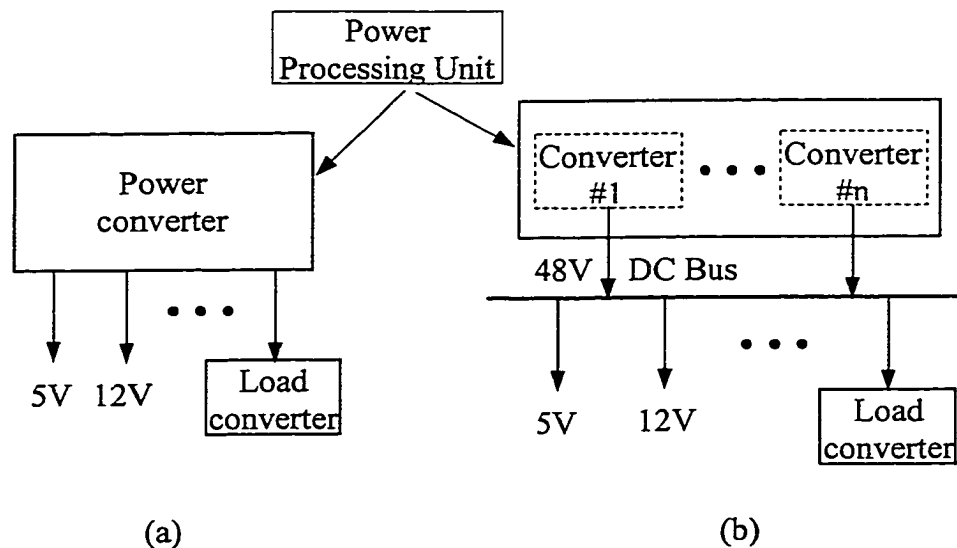 Power
Processing Unit
Power
converter
5V 12V
Load
converter
(a)
Converter
#1
Converter
#n
48V DC Bus
5V 12V
Load
converter
(b)